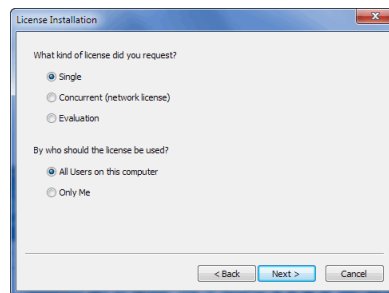 License Installation
What kind of license did you request?
Single
Concurrent (network license)
Evaluation
By who should the license be used?
All Users on this computer
Only Me
< Back
Next >
Cancel